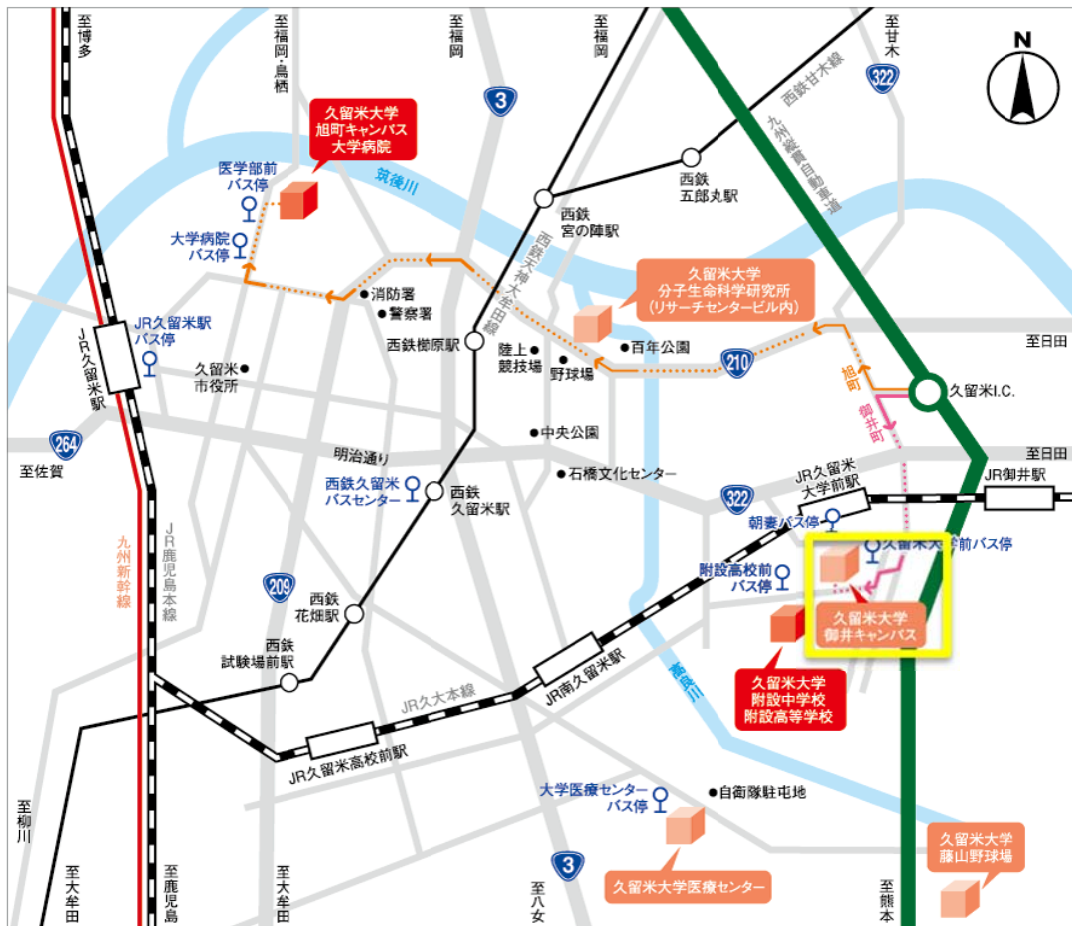 至博多
至福岡・鳥栖
至福岡
至福岡
至甘木
N
3
322
西鉄甘木線
九州縦貫自動車道
久留米大学
旭町キャンパス
大学病院
医学部前
バス停
筑後川
西鉄
五郎丸駅
西鉄
宮の陣駅
大学病院
バス停
西鉄天神大牟田線
久留米大学
分子生命科学研究所
(リサーチセンタービル内)
消防署
警察署
JR久留米駅
バス停
JR久留米駅
西鉄櫛原駅
陸上
競技場
野球場
百年公園
210
至日田
久留米
市役所
旭町
久留米I.C.
御井町
264
至佐賀
明治通り
中央公園
至日田
石橋文化センター
西鉄久留米
バスセンター
西鉄
久留米駅
322
JR久留米
大学前駅
JR御井駅
朝妻バス停
久留米大学前バス停
九州新幹線
JR鹿児島本線
209
附設高校前
バス停
西鉄
花畑駅
久留米大学
御井キャンパス
西鉄
試験場前駅
JR南久留米駅
高良川
久留米大学
附設中学校
附設高等学校
JR久大本線
JR久留米高校前駅
大学医療センター
バス停
自衛隊駐屯地
至柳川
久留米大学
藤山野球場
3
久留米大学医療センター
至大牟田
至鹿児島
至大牟田
至八女
至熊本